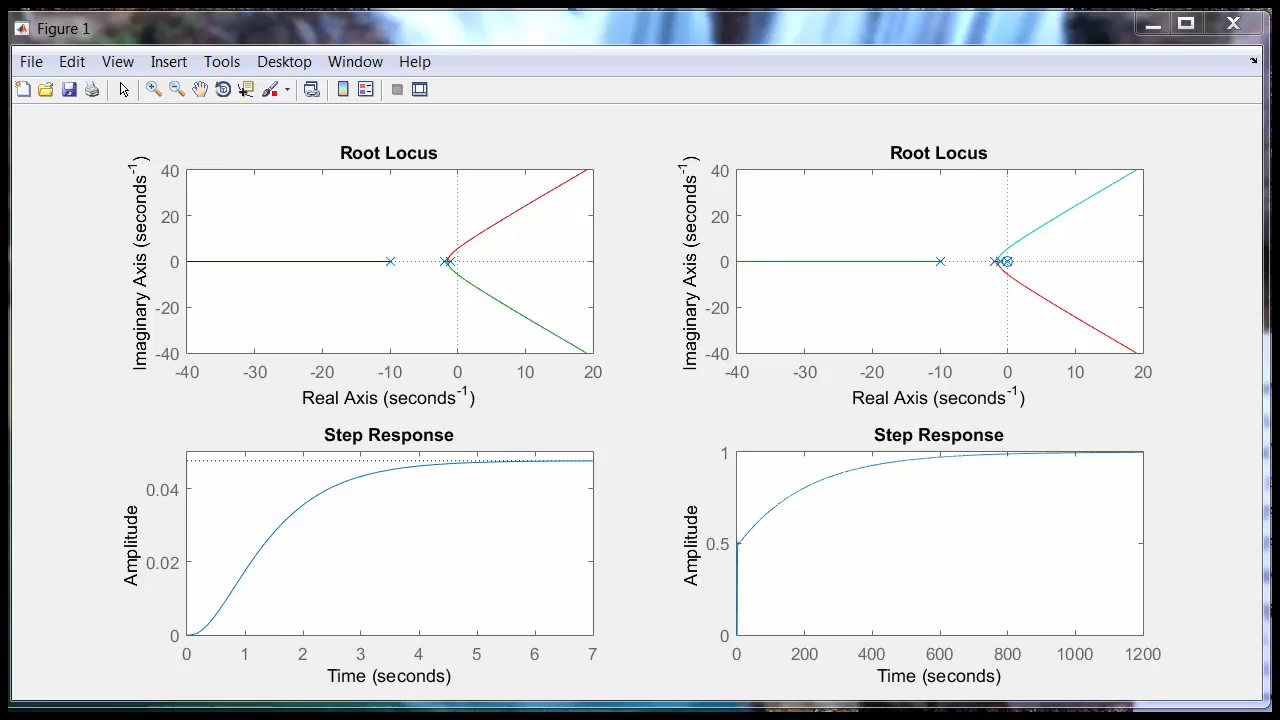 Figure 1
File Edit View Insert Tools Desktop Window Help
Root Locus
Imaginary Axis (seconds⁻¹)
40
20
0
-20
-40
-40 -30 -20 -10 0 10 20
Real Axis (seconds⁻¹)
Root Locus
Imaginary Axis (seconds⁻¹)
40
20
0
-20
-40
-40 -30 -20 -10 0 10 20
Real Axis (seconds⁻¹)
Step Response
Amplitude
0.04
0.02
0
0 1 2 3 4 5 6 7
Time (seconds)
Step Response
Amplitude
1
0.5
0
0 200 400 600 800 1000 1200
Time (seconds)